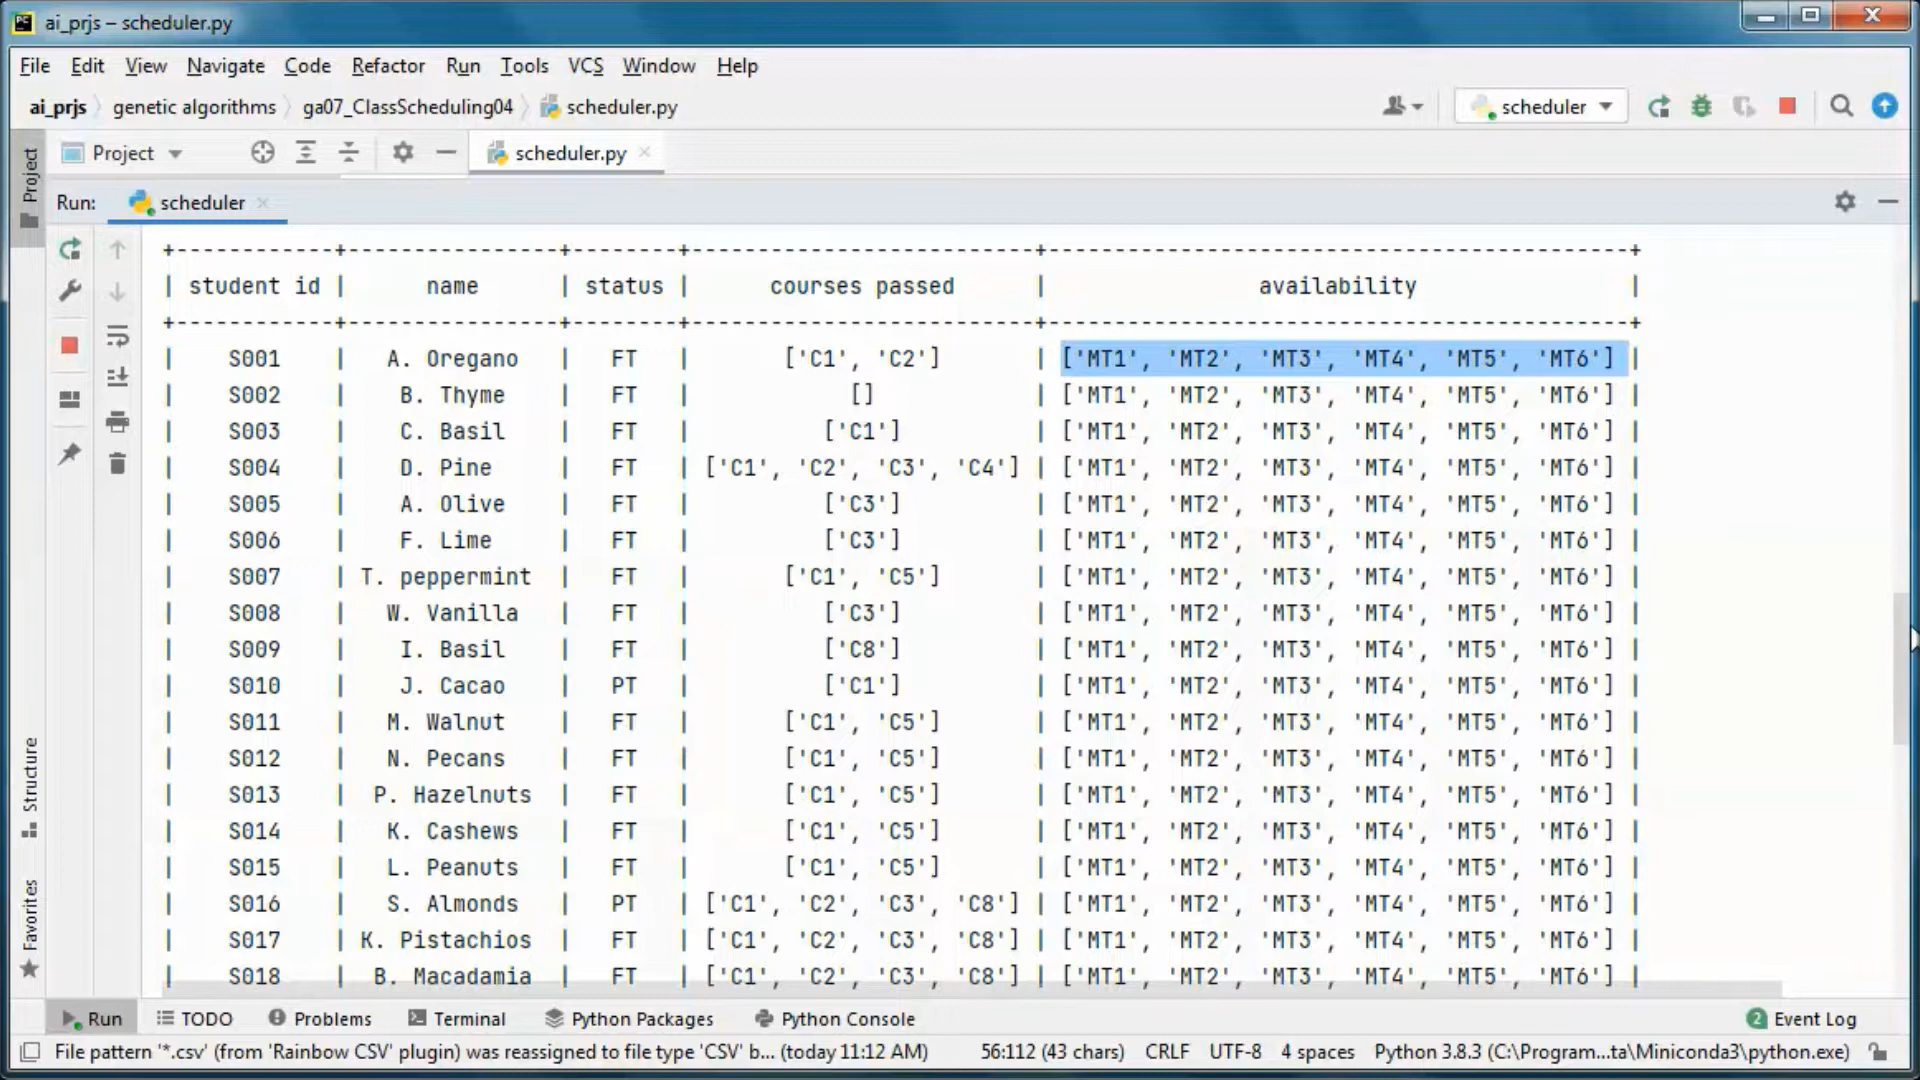 ai_prjs – scheduler.py
File Edit View Navigate Code Refactor Run Tools VCS Window Help
ai_prjs genetic algorithms ga07_ClassScheduling04 scheduler.py scheduler
Project Project scheduler.py
Run: scheduler
+------------+----------------+--------+--------------------------+--------------------------------------------+
| student id | name | status | courses passed | availability |
+------------+----------------+--------+--------------------------+--------------------------------------------+
| S001 | A. Oregano | FT | ['C1', 'C2'] | ['MT1', 'MT2', 'MT3', 'MT4', 'MT5', 'MT6'] |
| S002 | B. Thyme | FT | [] | ['MT1', 'MT2', 'MT3', 'MT4', 'MT5', 'MT6'] |
| S003 | C. Basil | FT | ['C1'] | ['MT1', 'MT2', 'MT3', 'MT4', 'MT5', 'MT6'] |
| S004 | D. Pine | FT | ['C1', 'C2', 'C3', 'C4'] | ['MT1', 'MT2', 'MT3', 'MT4', 'MT5', 'MT6'] |
| S005 | A. Olive | FT | ['C3'] | ['MT1', 'MT2', 'MT3', 'MT4', 'MT5', 'MT6'] |
| S006 | F. Lime | FT | ['C3'] | ['MT1', 'MT2', 'MT3', 'MT4', 'MT5', 'MT6'] |
| S007 | T. peppermint | FT | ['C1', 'C5'] | ['MT1', 'MT2', 'MT3', 'MT4', 'MT5', 'MT6'] |
| S008 | W. Vanilla | FT | ['C3'] | ['MT1', 'MT2', 'MT3', 'MT4', 'MT5', 'MT6'] |
| S009 | I. Basil | FT | ['C8'] | ['MT1', 'MT2', 'MT3', 'MT4', 'MT5', 'MT6'] |
| S010 | J. Cacao | PT | ['C1'] | ['MT1', 'MT2', 'MT3', 'MT4', 'MT5', 'MT6'] |
| S011 | M. Walnut | FT | ['C1', 'C5'] | ['MT1', 'MT2', 'MT3', 'MT4', 'MT5', 'MT6'] |
| S012 | N. Pecans | FT | ['C1', 'C5'] | ['MT1', 'MT2', 'MT3', 'MT4', 'MT5', 'MT6'] |
| S013 | P. Hazelnuts | FT | ['C1', 'C5'] | ['MT1', 'MT2', 'MT3', 'MT4', 'MT5', 'MT6'] |
| S014 | K. Cashews | FT | ['C1', 'C5'] | ['MT1', 'MT2', 'MT3', 'MT4', 'MT5', 'MT6'] |
| S015 | L. Peanuts | FT | ['C1', 'C5'] | ['MT1', 'MT2', 'MT3', 'MT4', 'MT5', 'MT6'] |
| S016 | S. Almonds | PT | ['C1', 'C2', 'C3', 'C8'] | ['MT1', 'MT2', 'MT3', 'MT4', 'MT5', 'MT6'] |
| S017 | K. Pistachios | FT | ['C1', 'C2', 'C3', 'C8'] | ['MT1', 'MT2', 'MT3', 'MT4', 'MT5', 'MT6'] |
| S018 | B. Macadamia | FT | ['C1', 'C2', 'C3', 'C8'] | ['MT1', 'MT2', 'MT3', 'MT4', 'MT5', 'MT6'] |
Structure
Favorites
Run TODO Problems Terminal Python Packages Python Console 2 Event Log
File pattern '*.csv' (from 'Rainbow CSV' plugin) was reassigned to file type 'CSV' b... (today 11:12 AM) 56:112 (43 chars) CRLF UTF-8 4 spaces Python 3.8.3 (C:\Program...ta\Miniconda3\python.exe)